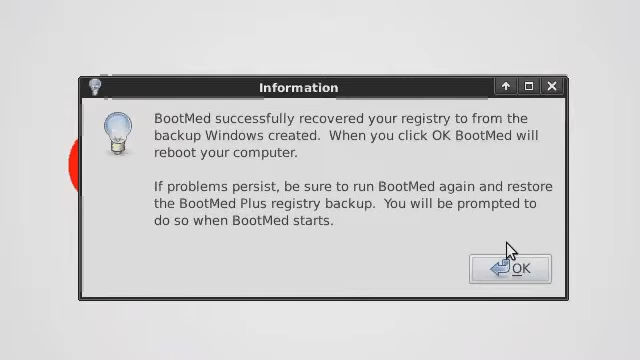 Information
BootMed successfully recovered your registry to from the
backup Windows created.  When you click OK BootMed will
reboot your computer.
If problems persist, be sure to run BootMed again and restore
the BootMed Plus registry backup.  You will be prompted to
do so when BootMed starts.
OK